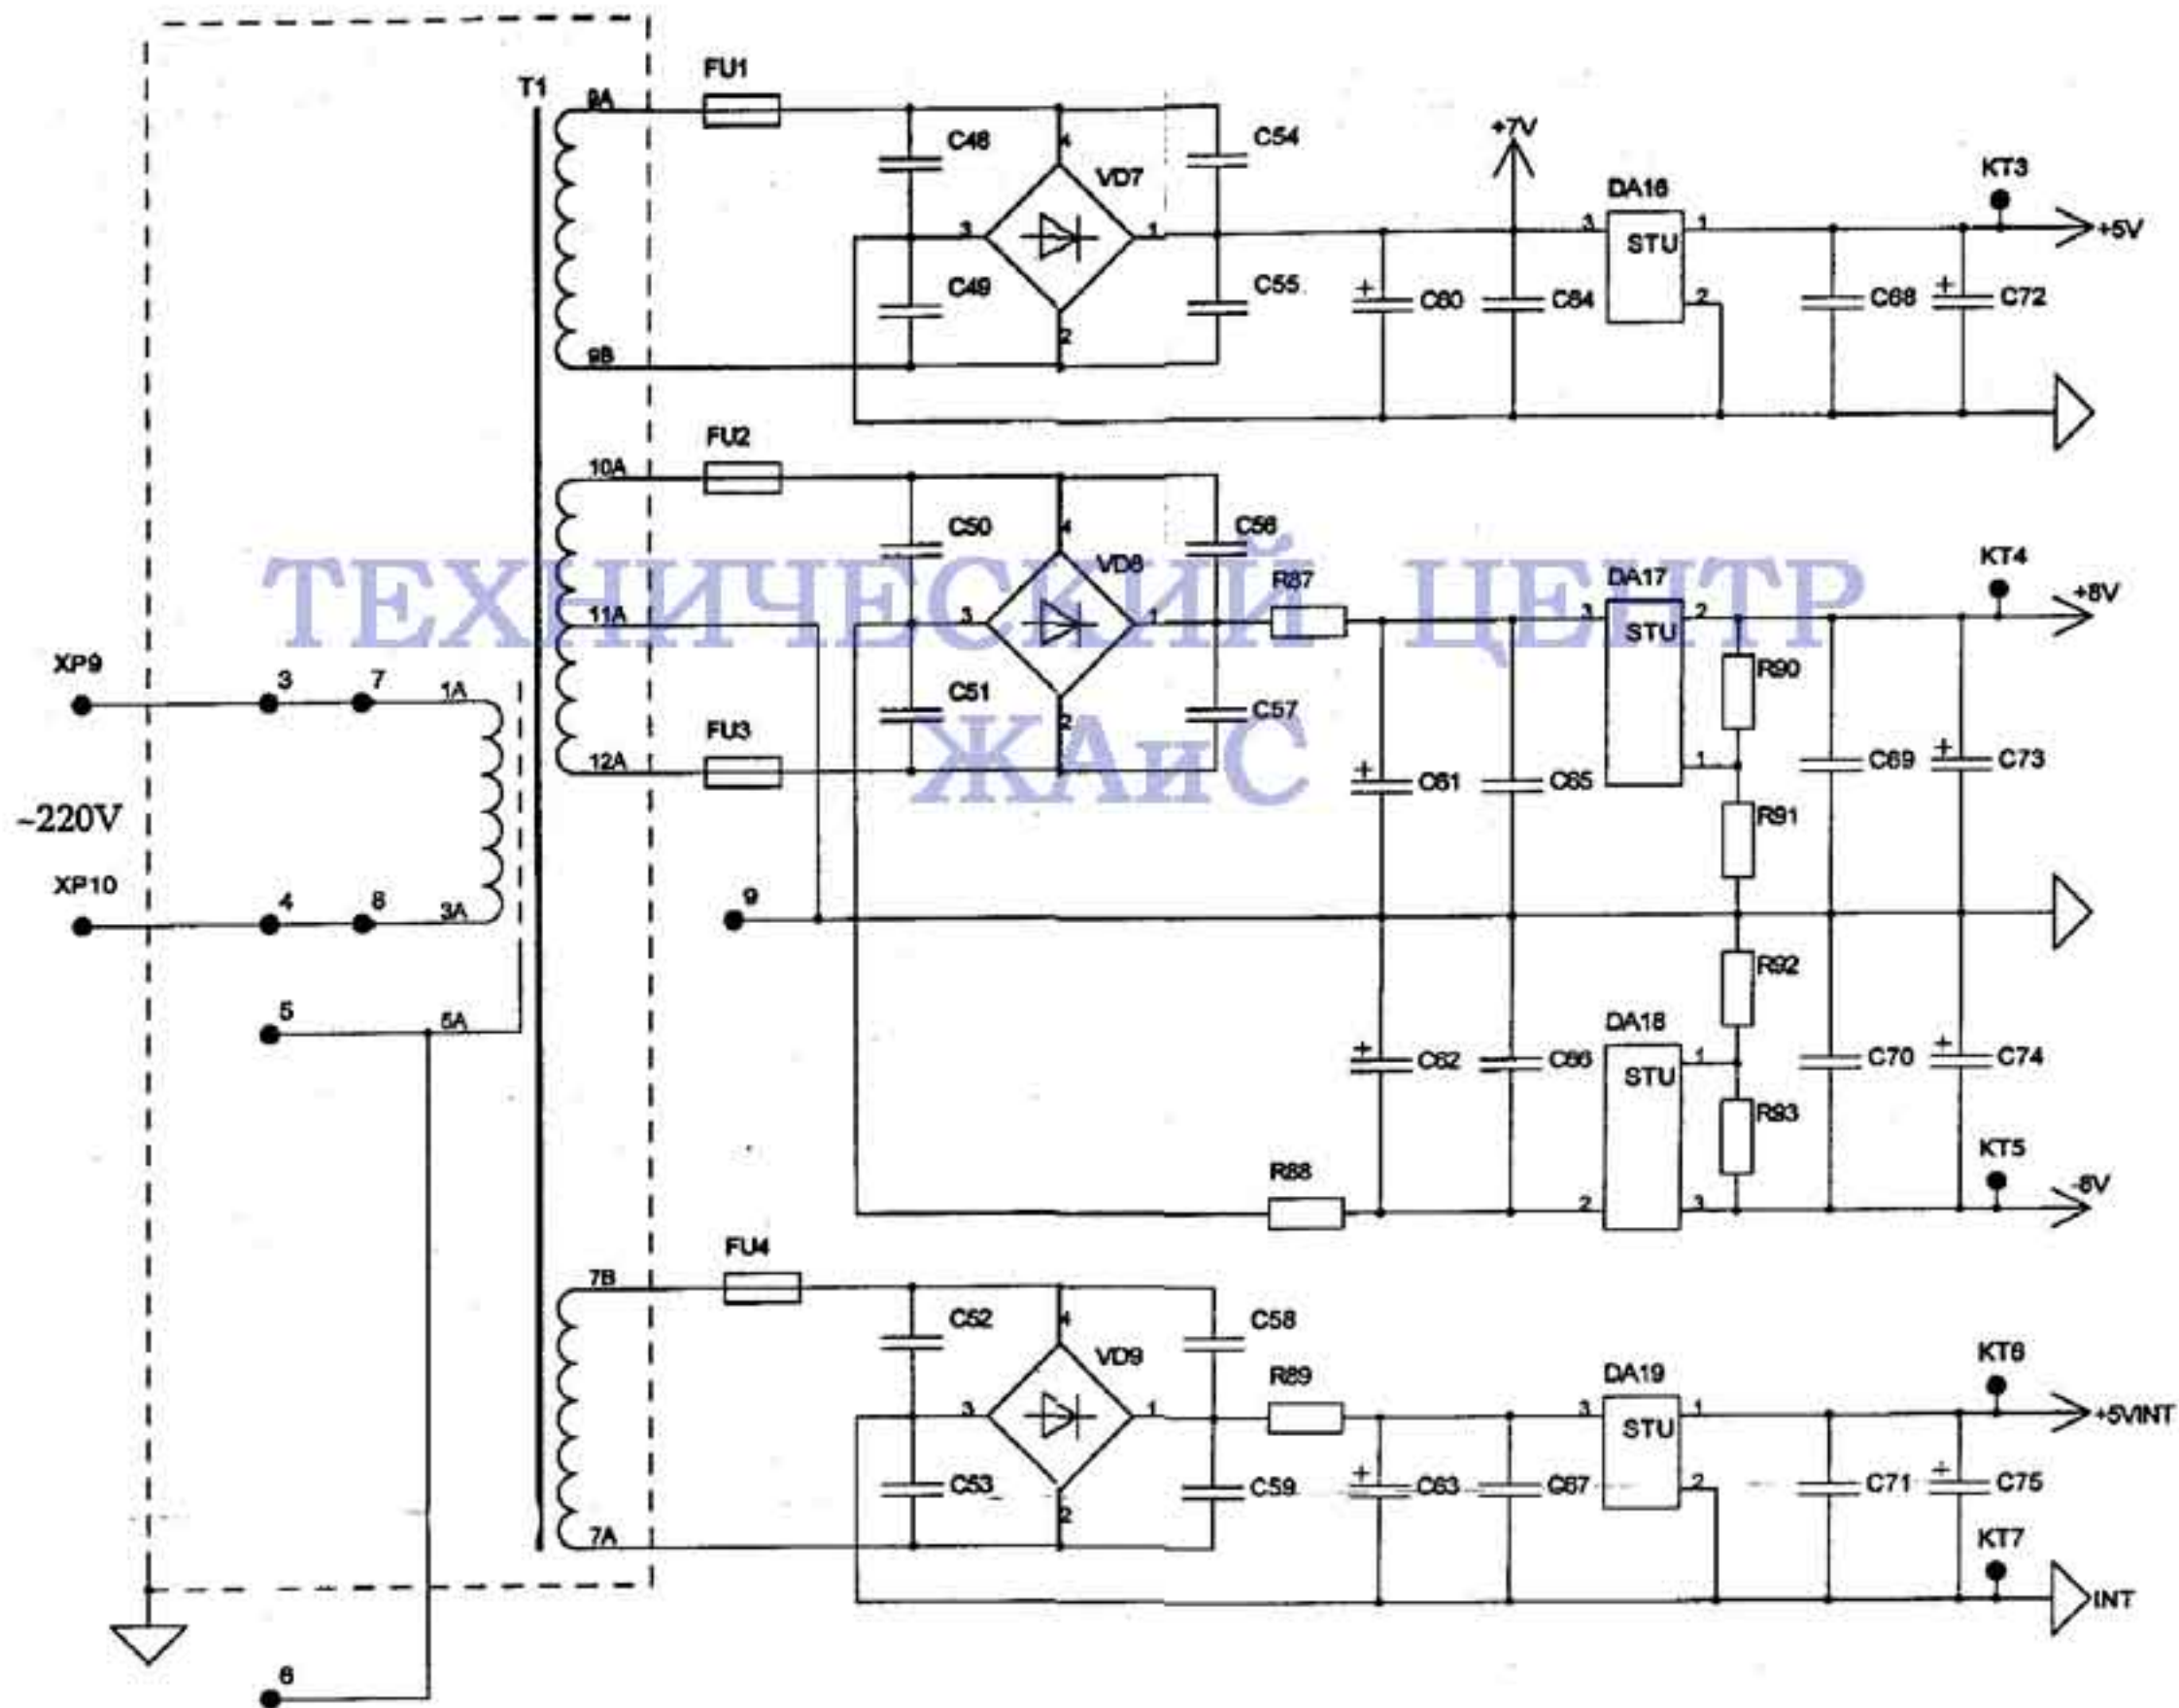 T1
9A
FU1
C48
4
C54
VD7
+7V
DA16
KT3
3
1
3
STU
1
+5V
C49
C55
2
+
C60
C64
2
C68
+
C72
9B
FU2
10A
C50
4
C56
VD8
R87
DA17
KT4
+8V
ТЕХНИЧЕСКИЙ ЦЕНТР
11A
3
1
3
STU
2
R90
XP9
3
7
1A
C51
2
C57
ЖАиС
FU3
12A
1
+
C61
C65
C69
+
C73
~220V
R91
XP10
4
8
3A
9
R92
5
5A
DA18
+
C62
C66
1
STU
C70
+
C74
R93
KT5
R88
2
3
-8V
FU4
7B
C52
4
C58
VD9
R89
DA19
KT6
3
1
3
STU
1
+5VINT
C53
2
C59
+
C63
C67
2
C71
+
C75
7A
KT7
INT
6